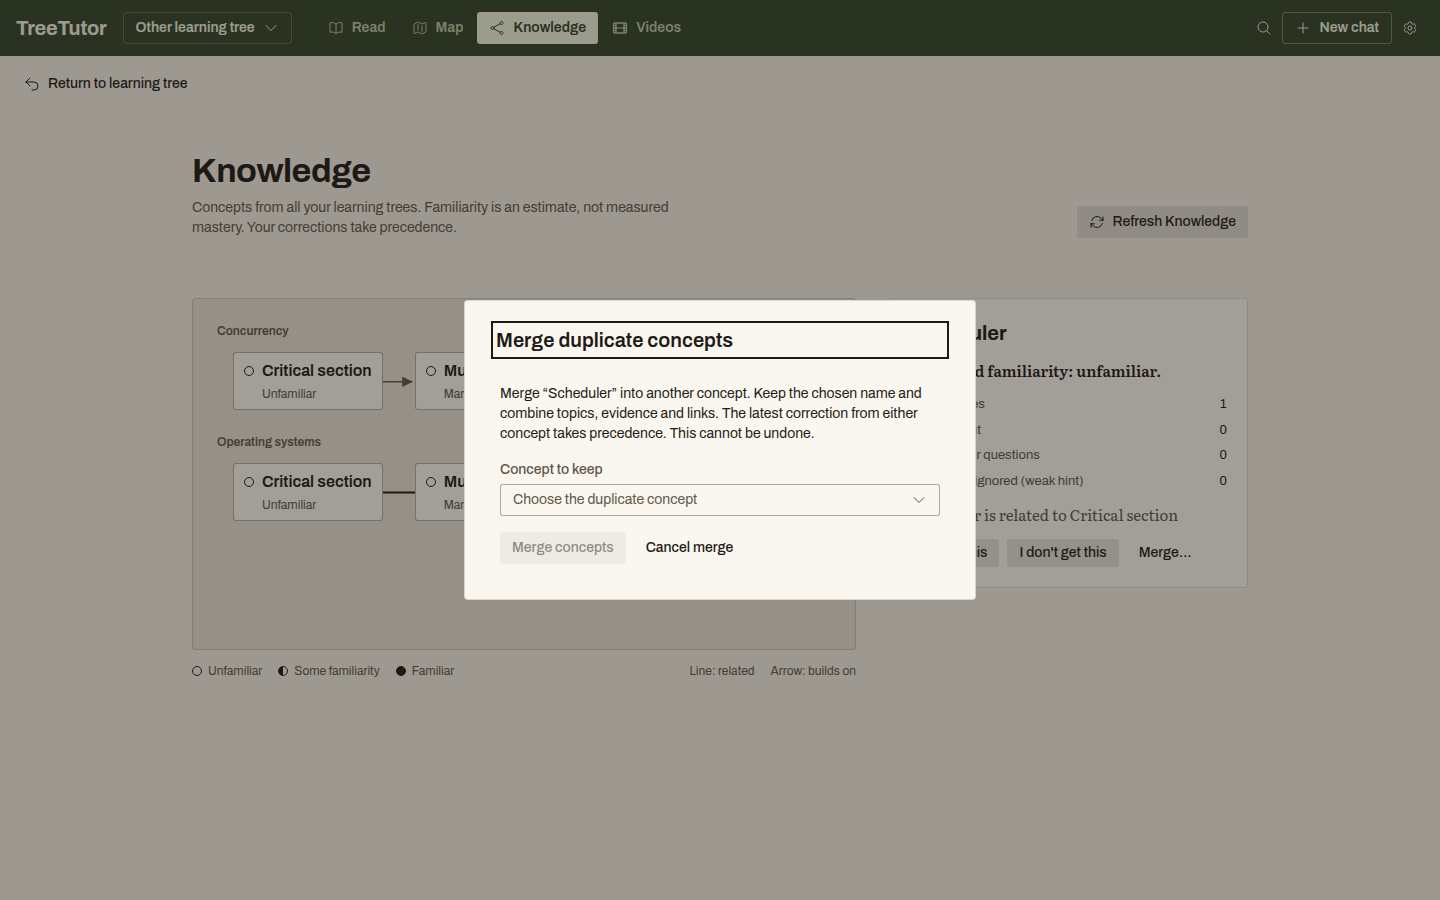 TreeTutor
Other learning tree
Read
Map
Knowledge
Videos
New chat
Return to learning tree
Knowledge
Concepts from all your learning trees. Familiarity is an estimate, not measured
mastery. Your corrections take precedence.
Refresh Knowledge
Concurrency
Critical section
Unfamiliar
Operating systems
Critical section
Unfamiliar
Merge duplicate concepts
Merge “Scheduler” into another concept. Keep the chosen name and
combine topics, evidence and links. The latest correction from either
concept takes precedence. This cannot be undone.
Concept to keep
Choose the duplicate concept
Merge concepts
Cancel merge
familiarity: unfamiliar.
1
0
questions 0
(weak hint) 0
is related to Critical section
I don't get this
Merge...
Unfamiliar
Some familiarity
Familiar
Line: related
Arrow: builds on